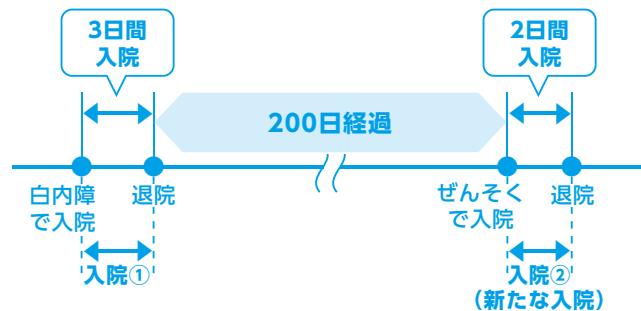 3日間
入院
2日間
入院
200日経過
白内障
で入院
退院
ぜんそく
で入院
退院
入院①
入院②
（新たな入院）